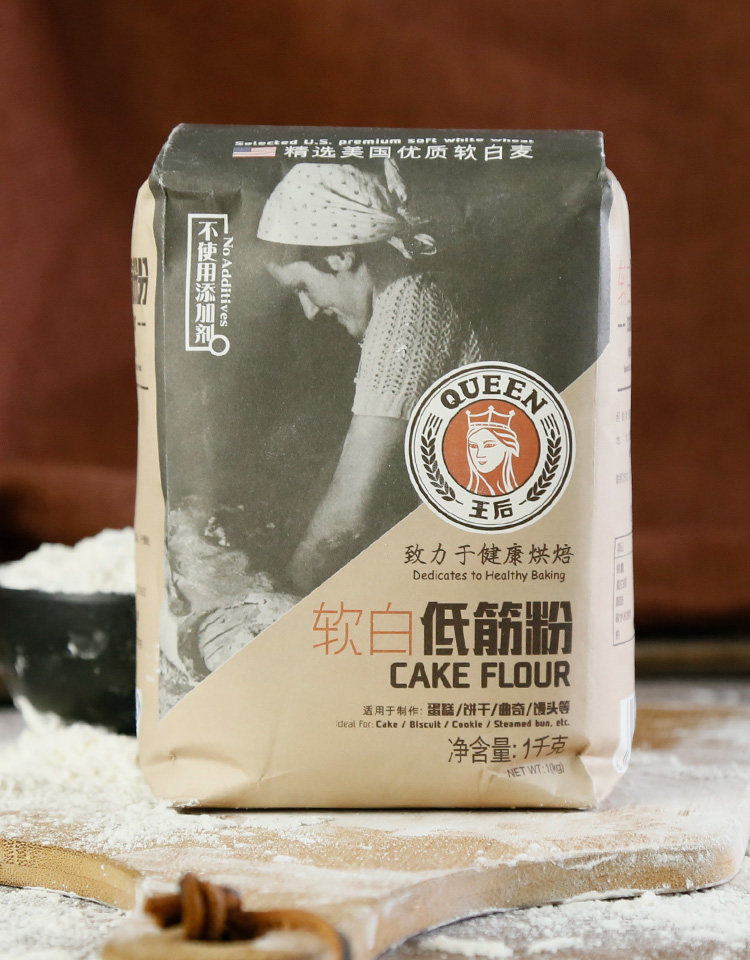 Selected U.S. premium soft white wheat
精选美国优质软白麦
不使用添加剂
No Additives
QUEEN
王后
致力于健康烘焙
Dedicates to Healthy Baking
软白低筋粉
CAKE FLOUR
适用于制作: 蛋糕/饼干/曲奇/馒头等
ideal for: Cake / Biscuit / Cookie / Steamed bun, etc.
净含量: 1千克
NET WT: 1(kg)
粉